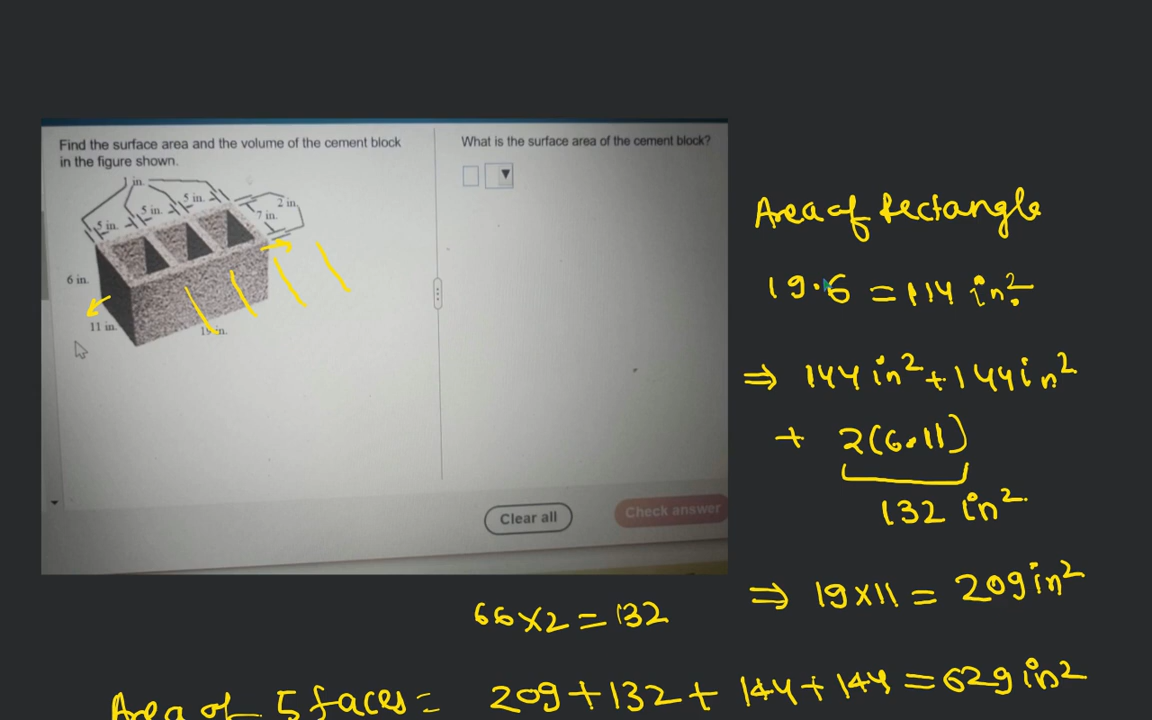 Find the surface area and the volume of the cement block
in the figure shown.
What is the surface area of the cement block?
1 in.
5 in.
5 in.
5 in.
2 in.
7 in.
6 in.
11 in.
Clear all
Check answer
Area of Rectangle
19.6 = 114 in²
⇒ 144 in² + 144 in²
+ 2(6.11)
132 in²
⇒ 19×11 = 209 in²
66×2 = 132
Area of 5 faces = 209 + 132 + 144 + 144 = 629 in²